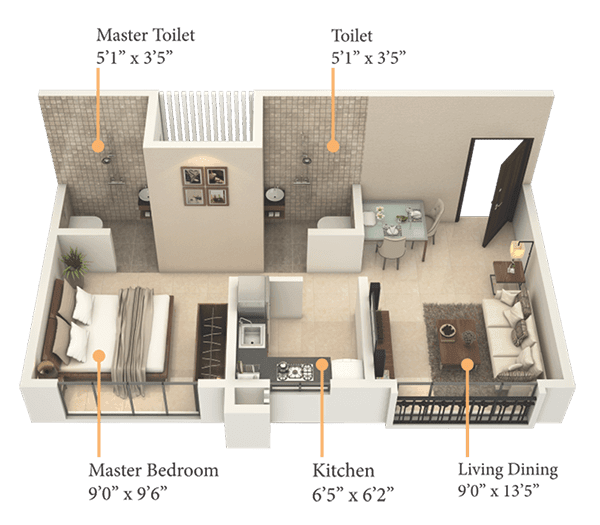 Master Toilet
5’1” x 3’5”
Toilet
5’1” x 3’5”
Master Bedroom
9’0” x 9’6”
Kitchen
6’5” x 6’2”
Living Dining
9’0” x 13’5”